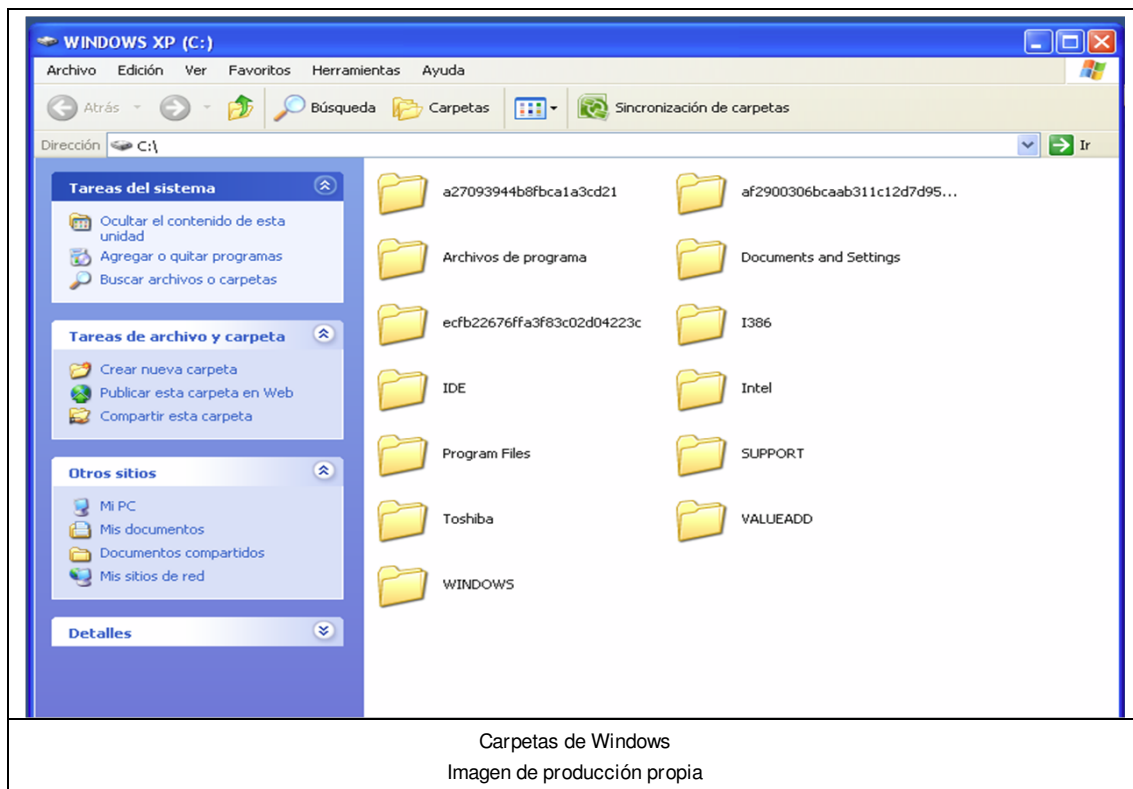 WINDOWS XP (C:)
Archivo Edición Ver Favoritos Herramientas Ayuda
Atrás Búsqueda Carpetas Sincronización de carpetas
Dirección C:\ Ir
Tareas del sistema
Ocultar el contenido de esta
unidad
Agregar o quitar programas
Buscar archivos o carpetas
Tareas de archivo y carpeta
Crear nueva carpeta
Publicar esta carpeta en Web
Compartir esta carpeta
Otros sitios
Mi PC
Mis documentos
Documentos compartidos
Mis sitios de red
Detalles
a27093944b8fbca1a3cd21 af2900306bcaab311c12d7d95...
Archivos de programa Documents and Settings
ecfb22676ffa3f83c02d04223c I386
IDE Intel
Program Files SUPPORT
Toshiba VALUEADD
WINDOWS
Carpetas de Windows
Imagen de producción propia